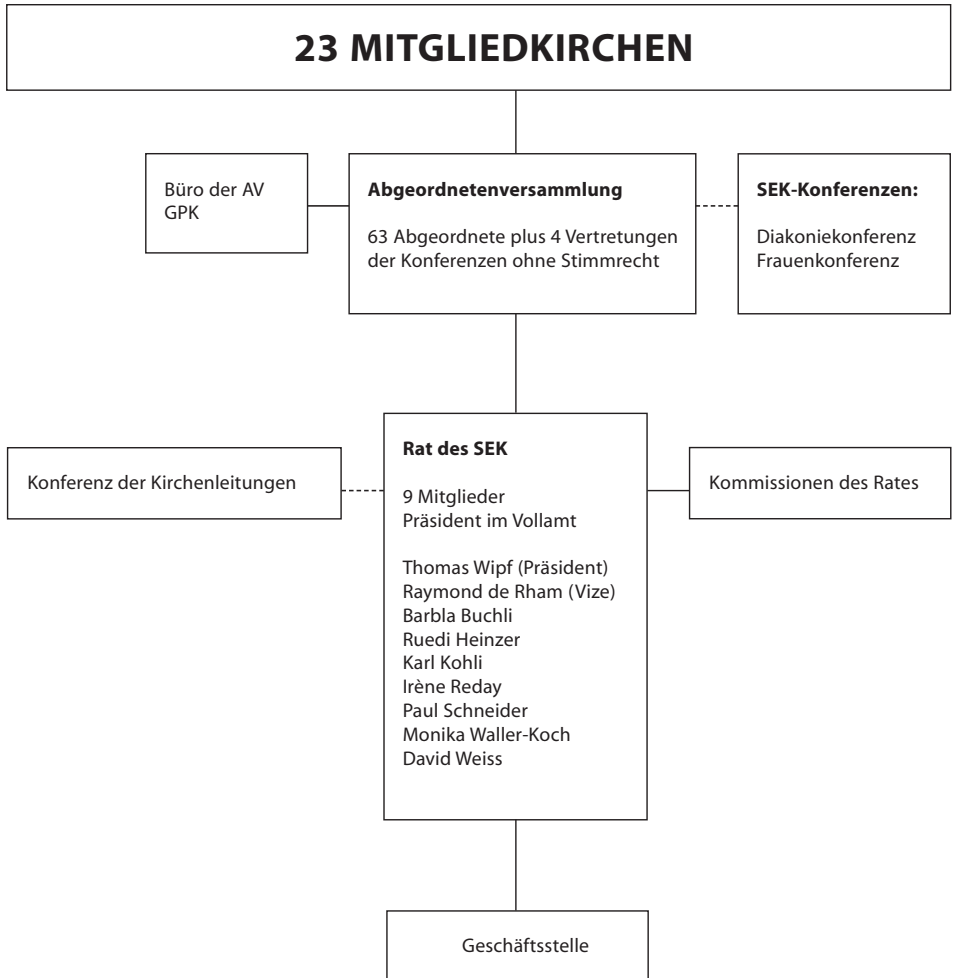 23 MITGLIEDKIRCHEN
Büro der AV
GPK
Abgeordnetenversammlung
63 Abgeordnete plus 4 Vertretungen
der Konferenzen ohne Stimmrecht
SEK-Konferenzen:
Diakoniekonferenz
Frauenkonferenz
Konferenz der Kirchenleitungen
Rat des SEK
9 Mitglieder
Präsident im Vollamt
Thomas Wipf (Präsident)
Raymond de Rham (Vize)
Barbla Buchli
Ruedi Heinzer
Karl Kohli
Irène Reday
Paul Schneider
Monika Waller-Koch
David Weiss
Kommissionen des Rates
Geschäftsstelle